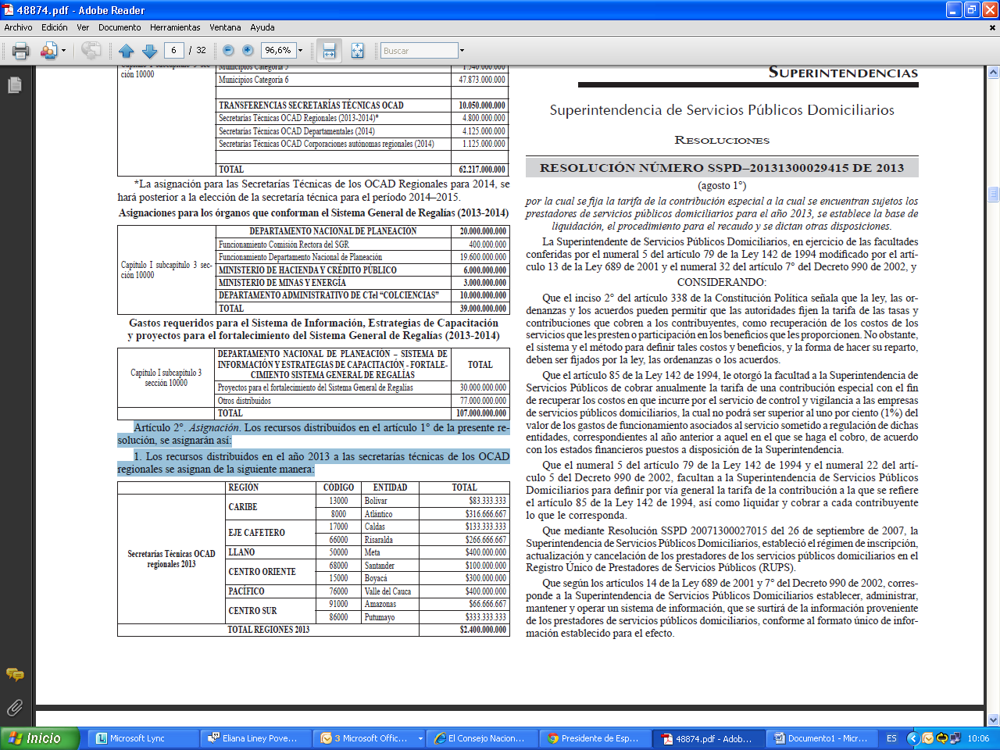 48874.pdf - Adobe Reader
Archivo Edición Ver Documento Herramientas Ventana Ayuda
6 / 32 96,6% Buscar
Capítulo I subcapítulo 3 sec-
ción 10000
Municipios Categoría 5 1.340.000.000
Municipios Categoría 6 47.873.000.000
TRANSFERENCIAS SECRETARÍAS TÉCNICAS OCAD 10.050.000.000
Secretarías Técnicas OCAD Regionales (2013-2014)* 4.800.000.000
Secretarías Técnicas OCAD Departamentales (2014) 4.125.000.000
Secretarías Técnicas OCAD Corporaciones autónomas regionales (2014) 1.125.000.000
TOTAL 62.217.000.000
*La asignación para las Secretarías Técnicas de los OCAD Regionales para 2014, se
hará posterior a la elección de la secretaría técnica para el período 2014–2015.
Asignaciones para los órganos que conforman el Sistema General de Regalías (2013-2014)
Capítulo I subcapítulo 3 sec-
ción 10000
DEPARTAMENTO NACIONAL DE PLANEACIÓN 20.000.000.000
Funcionamiento Comisión Rectora del SGR 400.000.000
Funcionamiento Departamento Nacional de Planeación 19.600.000.000
MINISTERIO DE HACIENDA Y CRÉDITO PÚBLICO 6.000.000.000
MINISTERIO DE MINAS Y ENERGÍA 3.000.000.000
DEPARTAMENTO ADMINISTRATIVO DE CTel “COLCIENCIAS” 10.000.000.000
TOTAL 39.000.000.000
Gastos requeridos para el Sistema de Información, Estrategias de Capacitación
y proyectos para el fortalecimiento del Sistema General de Regalías (2013-2014)
Capítulo I subcapítulo 3
sección 10000
DEPARTAMENTO NACIONAL DE PLANEACIÓN – SISTEMA DE
INFORMACIÓN Y ESTRATEGIAS DE CAPACITACIÓN - FORTALE-
CIMIENTO SISTEMA GENERAL DE REGALÍAS
TOTAL
Proyectos para el fortalecimiento del Sistema General de Regalías 30.000.000.000
Otros distribuidos 77.000.000.000
TOTAL 107.000.000.000
Artículo 2°. Asignación. Los recursos distribuidos en el artículo 1° de la presente re-
solución, se asignarán así:
1. Los recursos distribuidos en el año 2013 a las secretarías técnicas de los OCAD
regionales se asignan de la siguiente manera:
REGIÓN CÓDIGO ENTIDAD TOTAL
Secretarías Técnicas OCAD
regionales 2013
CARIBE 13000 Bolívar $83.333.333
8000 Atlántico $316.666.667
EJE CAFETERO 17000 Caldas $133.333.333
66000 Risaralda $266.666.667
LLANO 50000 Meta $400.000.000
CENTRO ORIENTE 68000 Santander $100.000.000
15000 Boyacá $300.000.000
PACÍFICO 76000 Valle del Cauca $400.000.000
CENTRO SUR 91000 Amazonas $66.666.667
86000 Putumayo $333.333.333
TOTAL REGIONES 2013 $2.400.000.000
SUPERINTENDENCIAS
Superintendencia de Servicios Públicos Domiciliarios
RESOLUCIONES
RESOLUCIÓN NÚMERO SSPD–20131300029415 DE 2013
(agosto 1°)
por la cual se fija la tarifa de la contribución especial a la cual se encuentran sujetos los
prestadores de servicios públicos domiciliarios para el año 2013, se establece la base de
liquidación, el procedimiento para el recaudo y se dictan otras disposiciones.
La Superintendente de Servicios Públicos Domiciliarios, en ejercicio de las facultades
conferidas por el numeral 5 del artículo 79 de la Ley 142 de 1994 modificado por el artí-
culo 13 de la Ley 689 de 2001 y el numeral 32 del artículo 7° del Decreto 990 de 2002, y
CONSIDERANDO:
Que el inciso 2° del artículo 338 de la Constitución Política señala que la ley, las or-
denanzas y los acuerdos pueden permitir que las autoridades fijen la tarifa de las tasas y
contribuciones que cobren a los contribuyentes, como recuperación de los costos de los
servicios que les presten o participación en los beneficios que les proporcionen. No obstante,
el sistema y el método para definir tales costos y beneficios, y la forma de hacer su reparto,
deben ser fijados por la ley, las ordenanzas o los acuerdos.
Que el artículo 85 de la Ley 142 de 1994, le otorgó la facultad a la Superintendencia de
Servicios Públicos de cobrar anualmente la tarifa de una contribución especial con el fin
de recuperar los costos en que incurre por el servicio de control y vigilancia a las empresas
de servicios públicos domiciliarios, la cual no podrá ser superior al uno por ciento (1%) del
valor de los gastos de funcionamiento asociados al servicio sometido a regulación de dichas
entidades, correspondientes al año anterior a aquel en el que se haga el cobro, de acuerdo
con los estados financieros puestos a disposición de la Superintendencia.
Que el numeral 5 del artículo 79 de la Ley 142 de 1994 y el numeral 22 del artí-
culo 5 del Decreto 990 de 2002, facultan a la Superintendencia de Servicios Públicos
Domiciliarios para definir por vía general la tarifa de la contribución a la que se refiere
el artículo 85 de la Ley 142 de 1994, así como liquidar y cobrar a cada contribuyente
lo que le corresponda.
Que mediante Resolución SSPD 20071300027015 del 26 de septiembre de 2007, la
Superintendencia de Servicios Públicos Domiciliarios, estableció el régimen de inscripción,
actualización y cancelación de los prestadores de los servicios públicos domiciliarios en el
Registro Único de Prestadores de Servicios Públicos (RUPS).
Que según los artículos 14 de la Ley 689 de 2001 y 7° del Decreto 990 de 2002, corres-
ponde a la Superintendencia de Servicios Públicos Domiciliarios establecer, administrar,
mantener y operar un sistema de información, que se surtirá de la información proveniente
de los prestadores de servicios públicos domiciliarios, conforme al formato único de infor-
mación establecido para el efecto.
Inicio Microsoft Lync Eliana Liney Pove... 3 Microsoft Offic... El Consejo Nacion... Presidente de Esp... 48874.pdf - Adob... Documento1 - Micr... ES 10:06